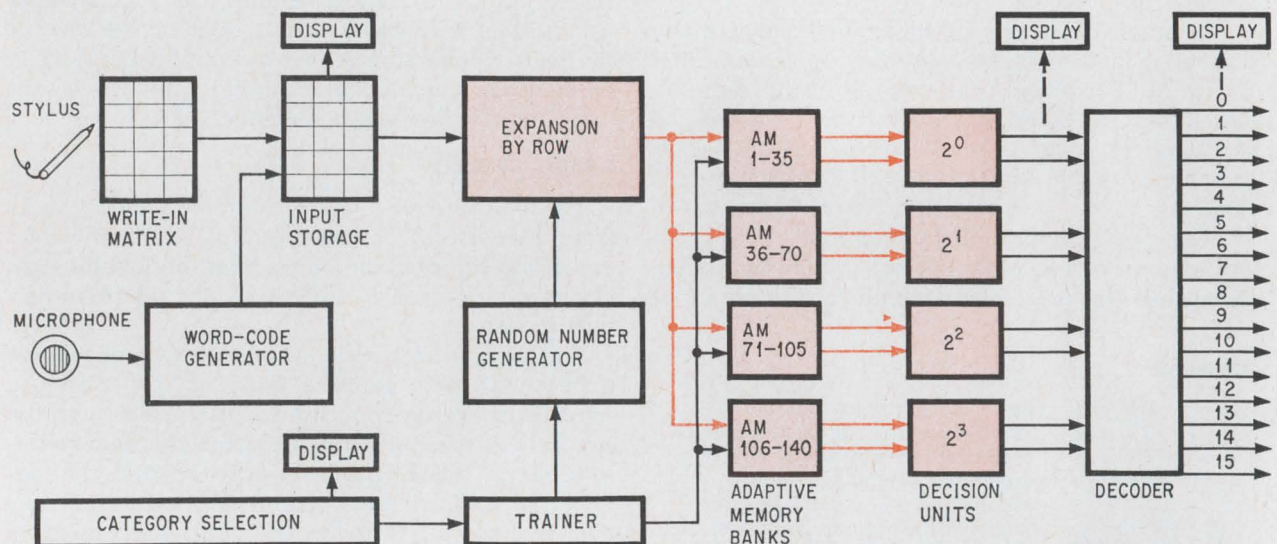 DISPLAY
DISPLAY
DISPLAY
STYLUS
WRITE-IN
MATRIX
INPUT
STORAGE
EXPANSION
BY ROW
AM
1–35
2⁰
AM
36–70
2¹
AM
71–105
2²
AM
106–140
2³
0
1
2
3
4
5
6
7
8
9
10
11
12
13
14
15
MICROPHONE
WORD-CODE
GENERATOR
RANDOM NUMBER
GENERATOR
DISPLAY
CATEGORY SELECTION
TRAINER
ADAPTIVE
MEMORY
BANKS
DECISION
UNITS
DECODER